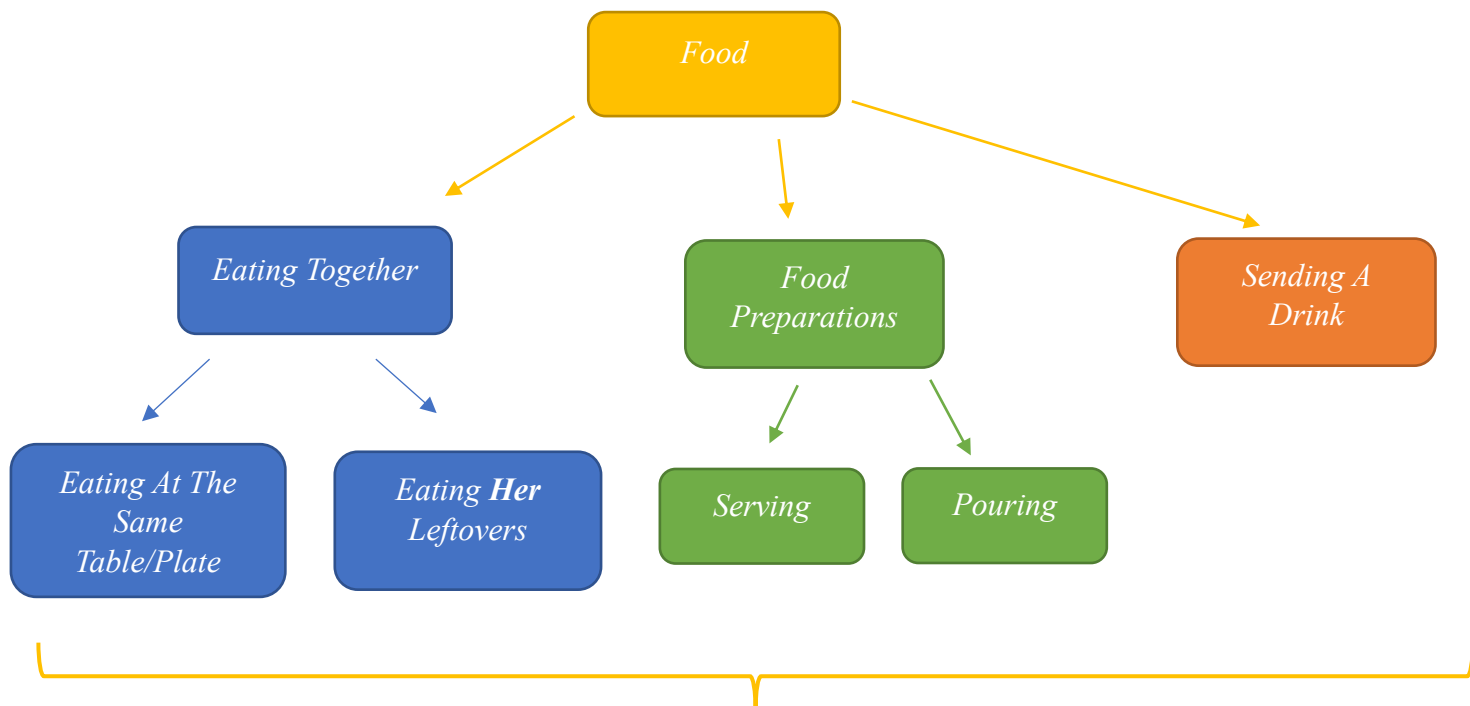 Food
Eating Together
Food
Preparations
Sending A
Drink
Eating At The
Same
Table/Plate
Eating Her
Leftovers
Serving
Pouring